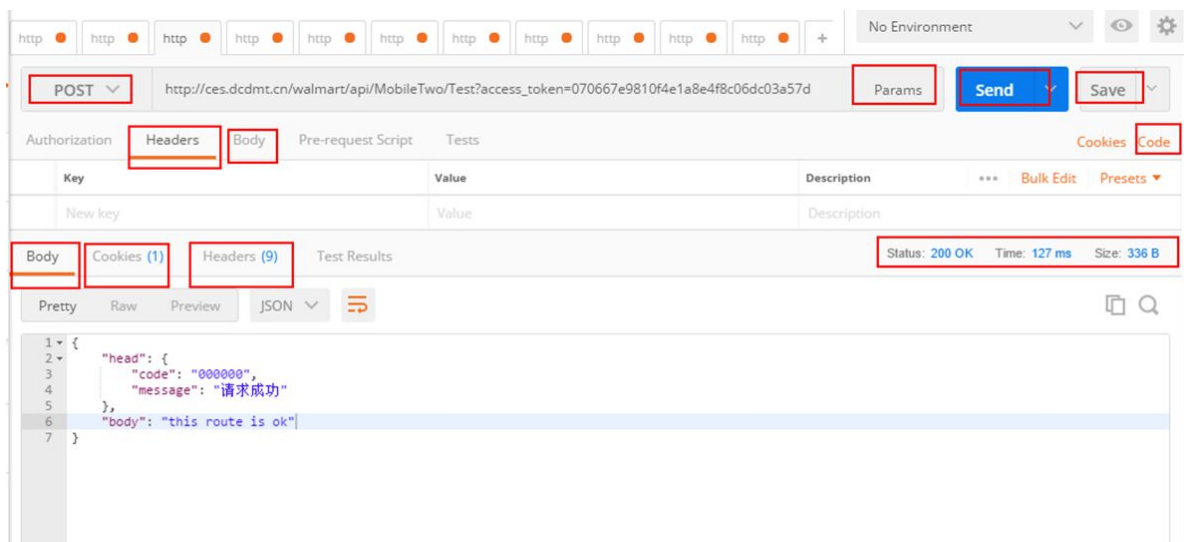 http http http http http http http http http http http + No Environment
POST http://ces.dcdmt.cn/walmart/api/MobileTwo/Test?access_token=070667e9810f4e1a8e4f8c06dc03a57d Params Send Save
Authorization Headers Body Pre-request Script Tests Cookies Code
Key Value Description ••• Bulk Edit Presets
New key Value Description
Body Cookies (1) Headers (9) Test Results Status: 200 OK Time: 127 ms Size: 336 B
Pretty Raw Preview JSON
1 {
2 "head": {
3 "code": "000000",
4 "message": "请求成功"
5 },
6 "body": "this route is ok"
7 }